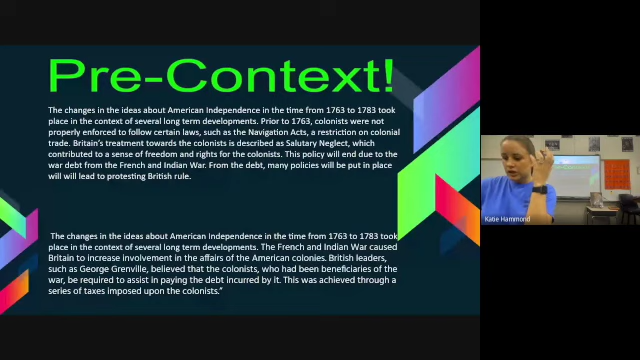 Pre-Context!
The changes in the ideas about American Independence in the time from 1763 to 1783 took
place in the context of several long term developments. Prior to 1763, colonists were not
properly enforced to follow certain laws, such as the Navigation Acts, a restriction on colonial
trade. Britain's treatment towards the colonists is described as Salutary Neglect, which
contributed to a sense of freedom and rights for the colonists. This policy will end due to the
war debt from the French and Indian War. From the debt, many policies will be put in place
will will lead to protesting British rule.
The changes in the ideas about American Independence in the time from 1763 to 1783 took
place in the context of several long term developments. The French and Indian War caused
Britain to increase involvement in the affairs of the American colonies. British leaders,
such as George Grenville, believed that the colonists, who had been beneficiaries of the
war, be required to assist in paying the debt incurred by it. This was achieved through a
series of taxes imposed upon the colonists."
Katie Hammond